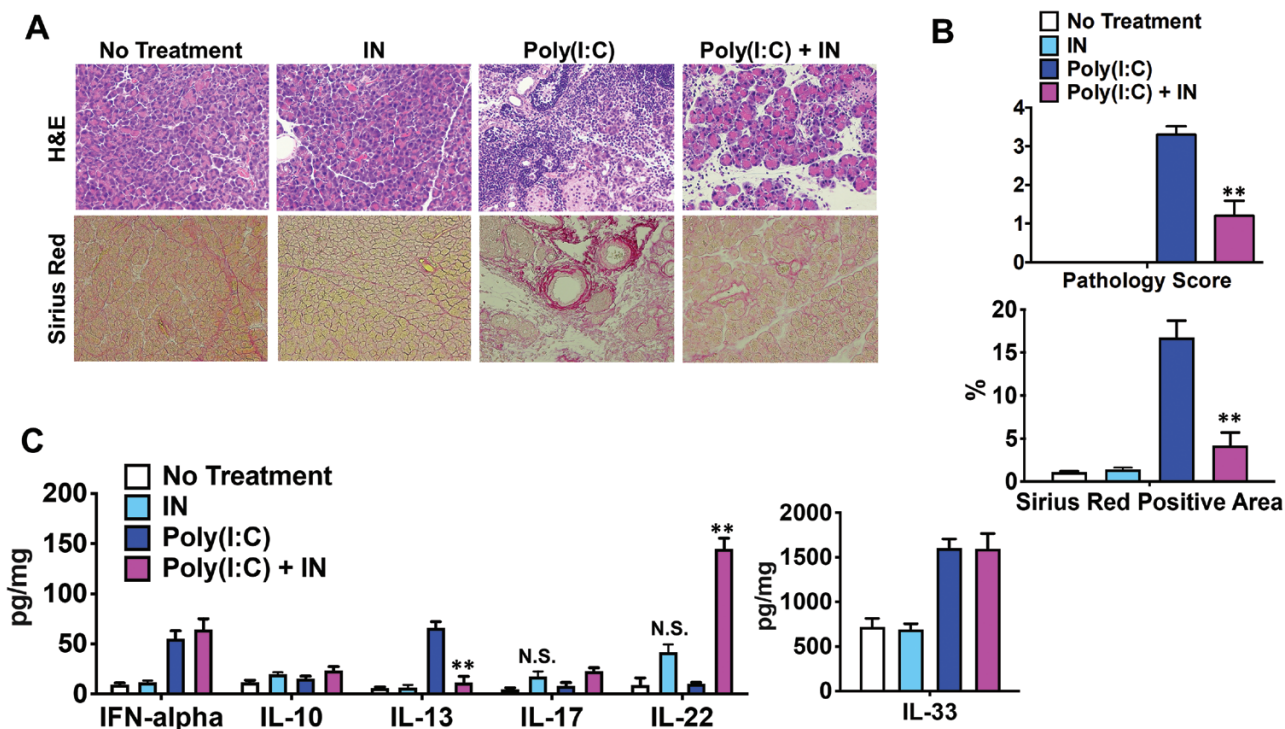 A
No Treatment
IN
Poly(I:C)
Poly(I:C) + IN
H&E
Sirius Red
B
No Treatment
IN
Poly(I:C)
Poly(I:C) + IN
4
3
2
1
0
**
Pathology Score
20
15
10
5
0
%
**
Sirius Red Positive Area
C
No Treatment
IN
Poly(I:C)
Poly(I:C) + IN
200
150
100
50
0
pg/mg
**
N.S.
N.S.
**
IFN-alpha
IL-10
IL-13
IL-17
IL-22
2000
1500
1000
500
0
pg/mg
IL-33